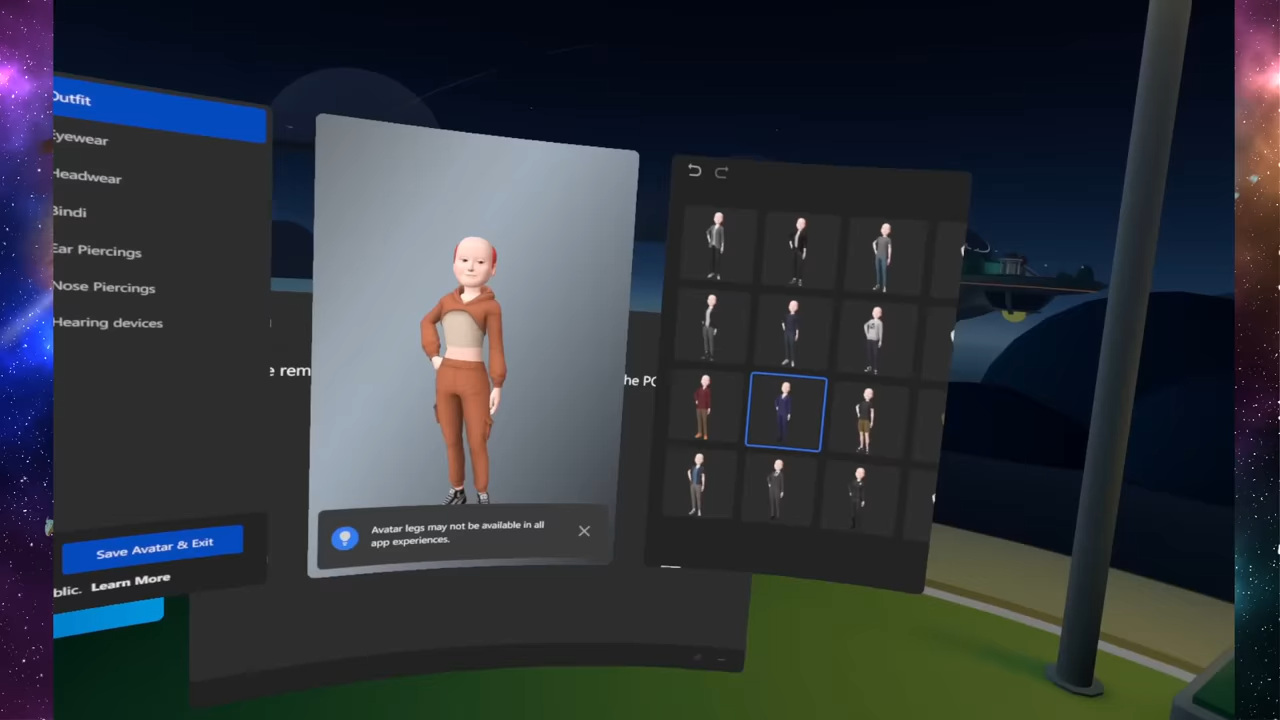 Outfit
Eyewear
Headwear
Bindi
Ear Piercings
Nose Piercings
Hearing devices
e rem
he PC
Avatar legs may not be available in all
app experiences.
Save Avatar & Exit
blic. Learn More